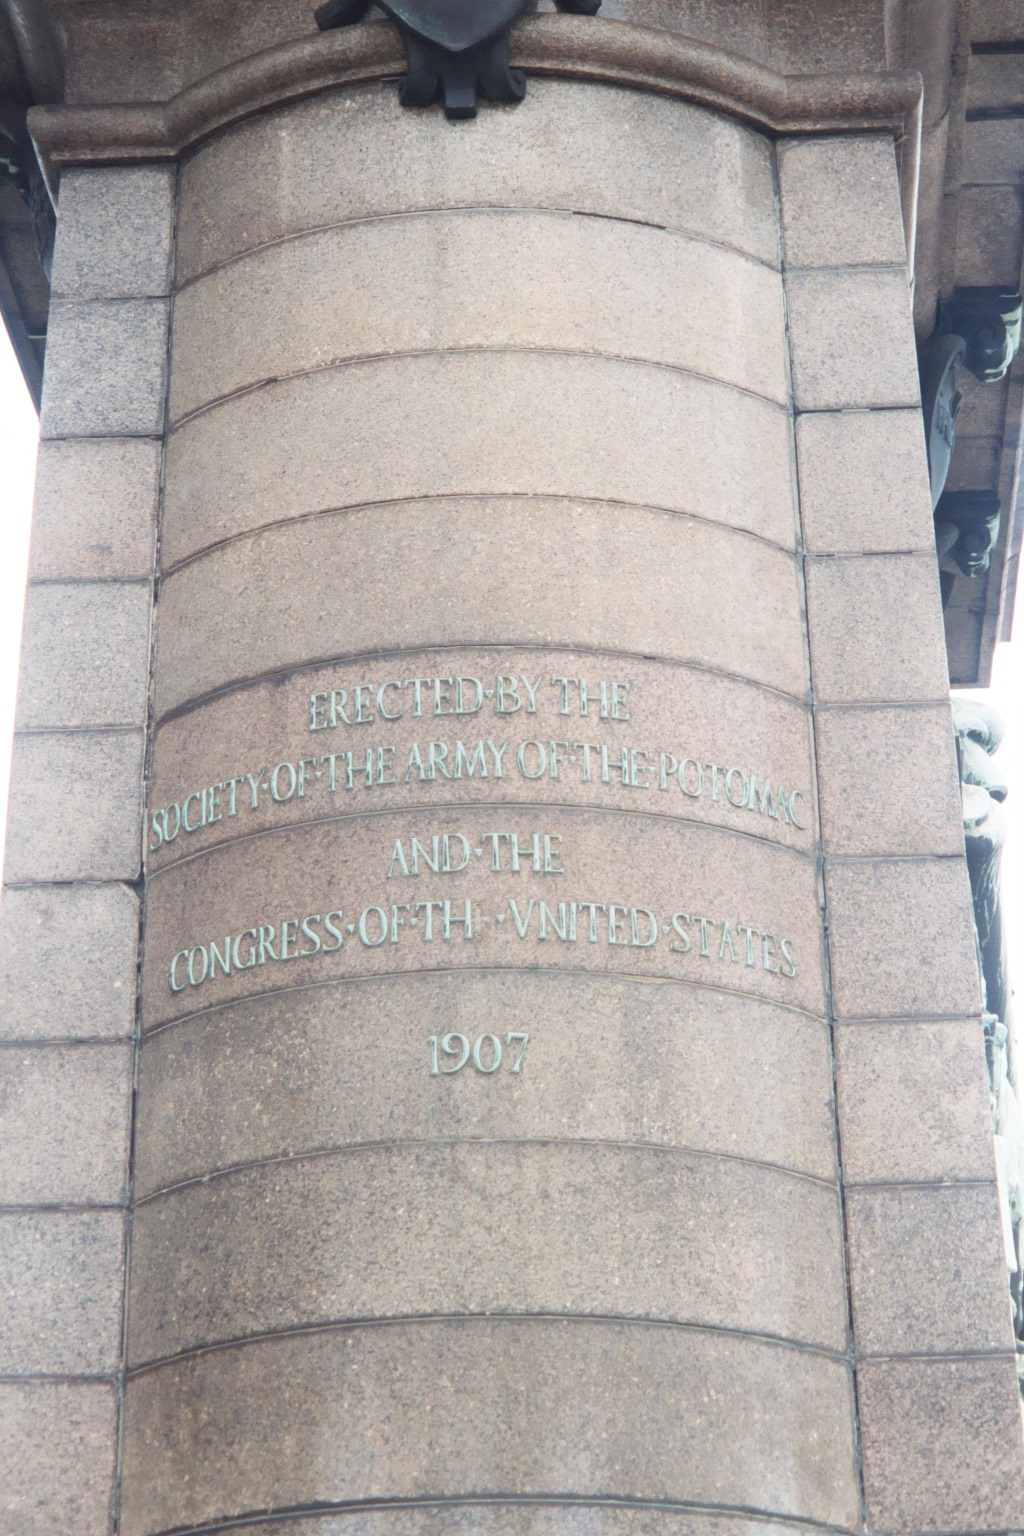 ERECTED·BY THE
SOCIETY·OF·THE ARMY OF·THE·POTOMAC
AND·THE
CONGRESS·OF·TH ·VNITED·STATES
1907